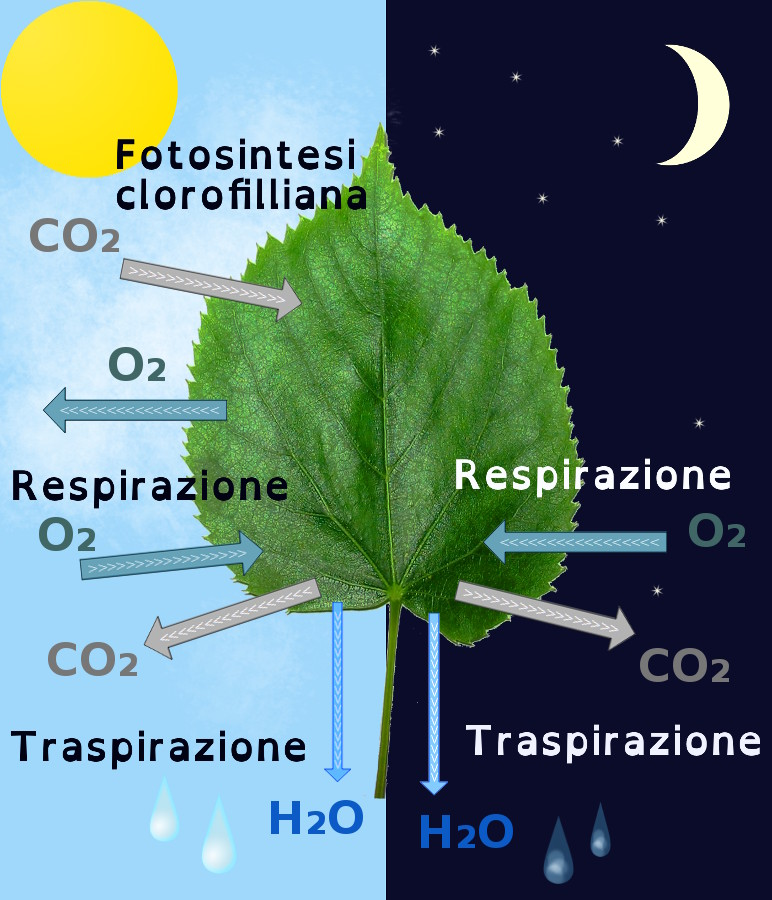 Fotosintesi
clorofilliana
CO₂
O₂
Respirazione
O₂
CO₂
Traspirazione
H₂O
Respirazione
O₂
CO₂
Traspirazione
H₂O